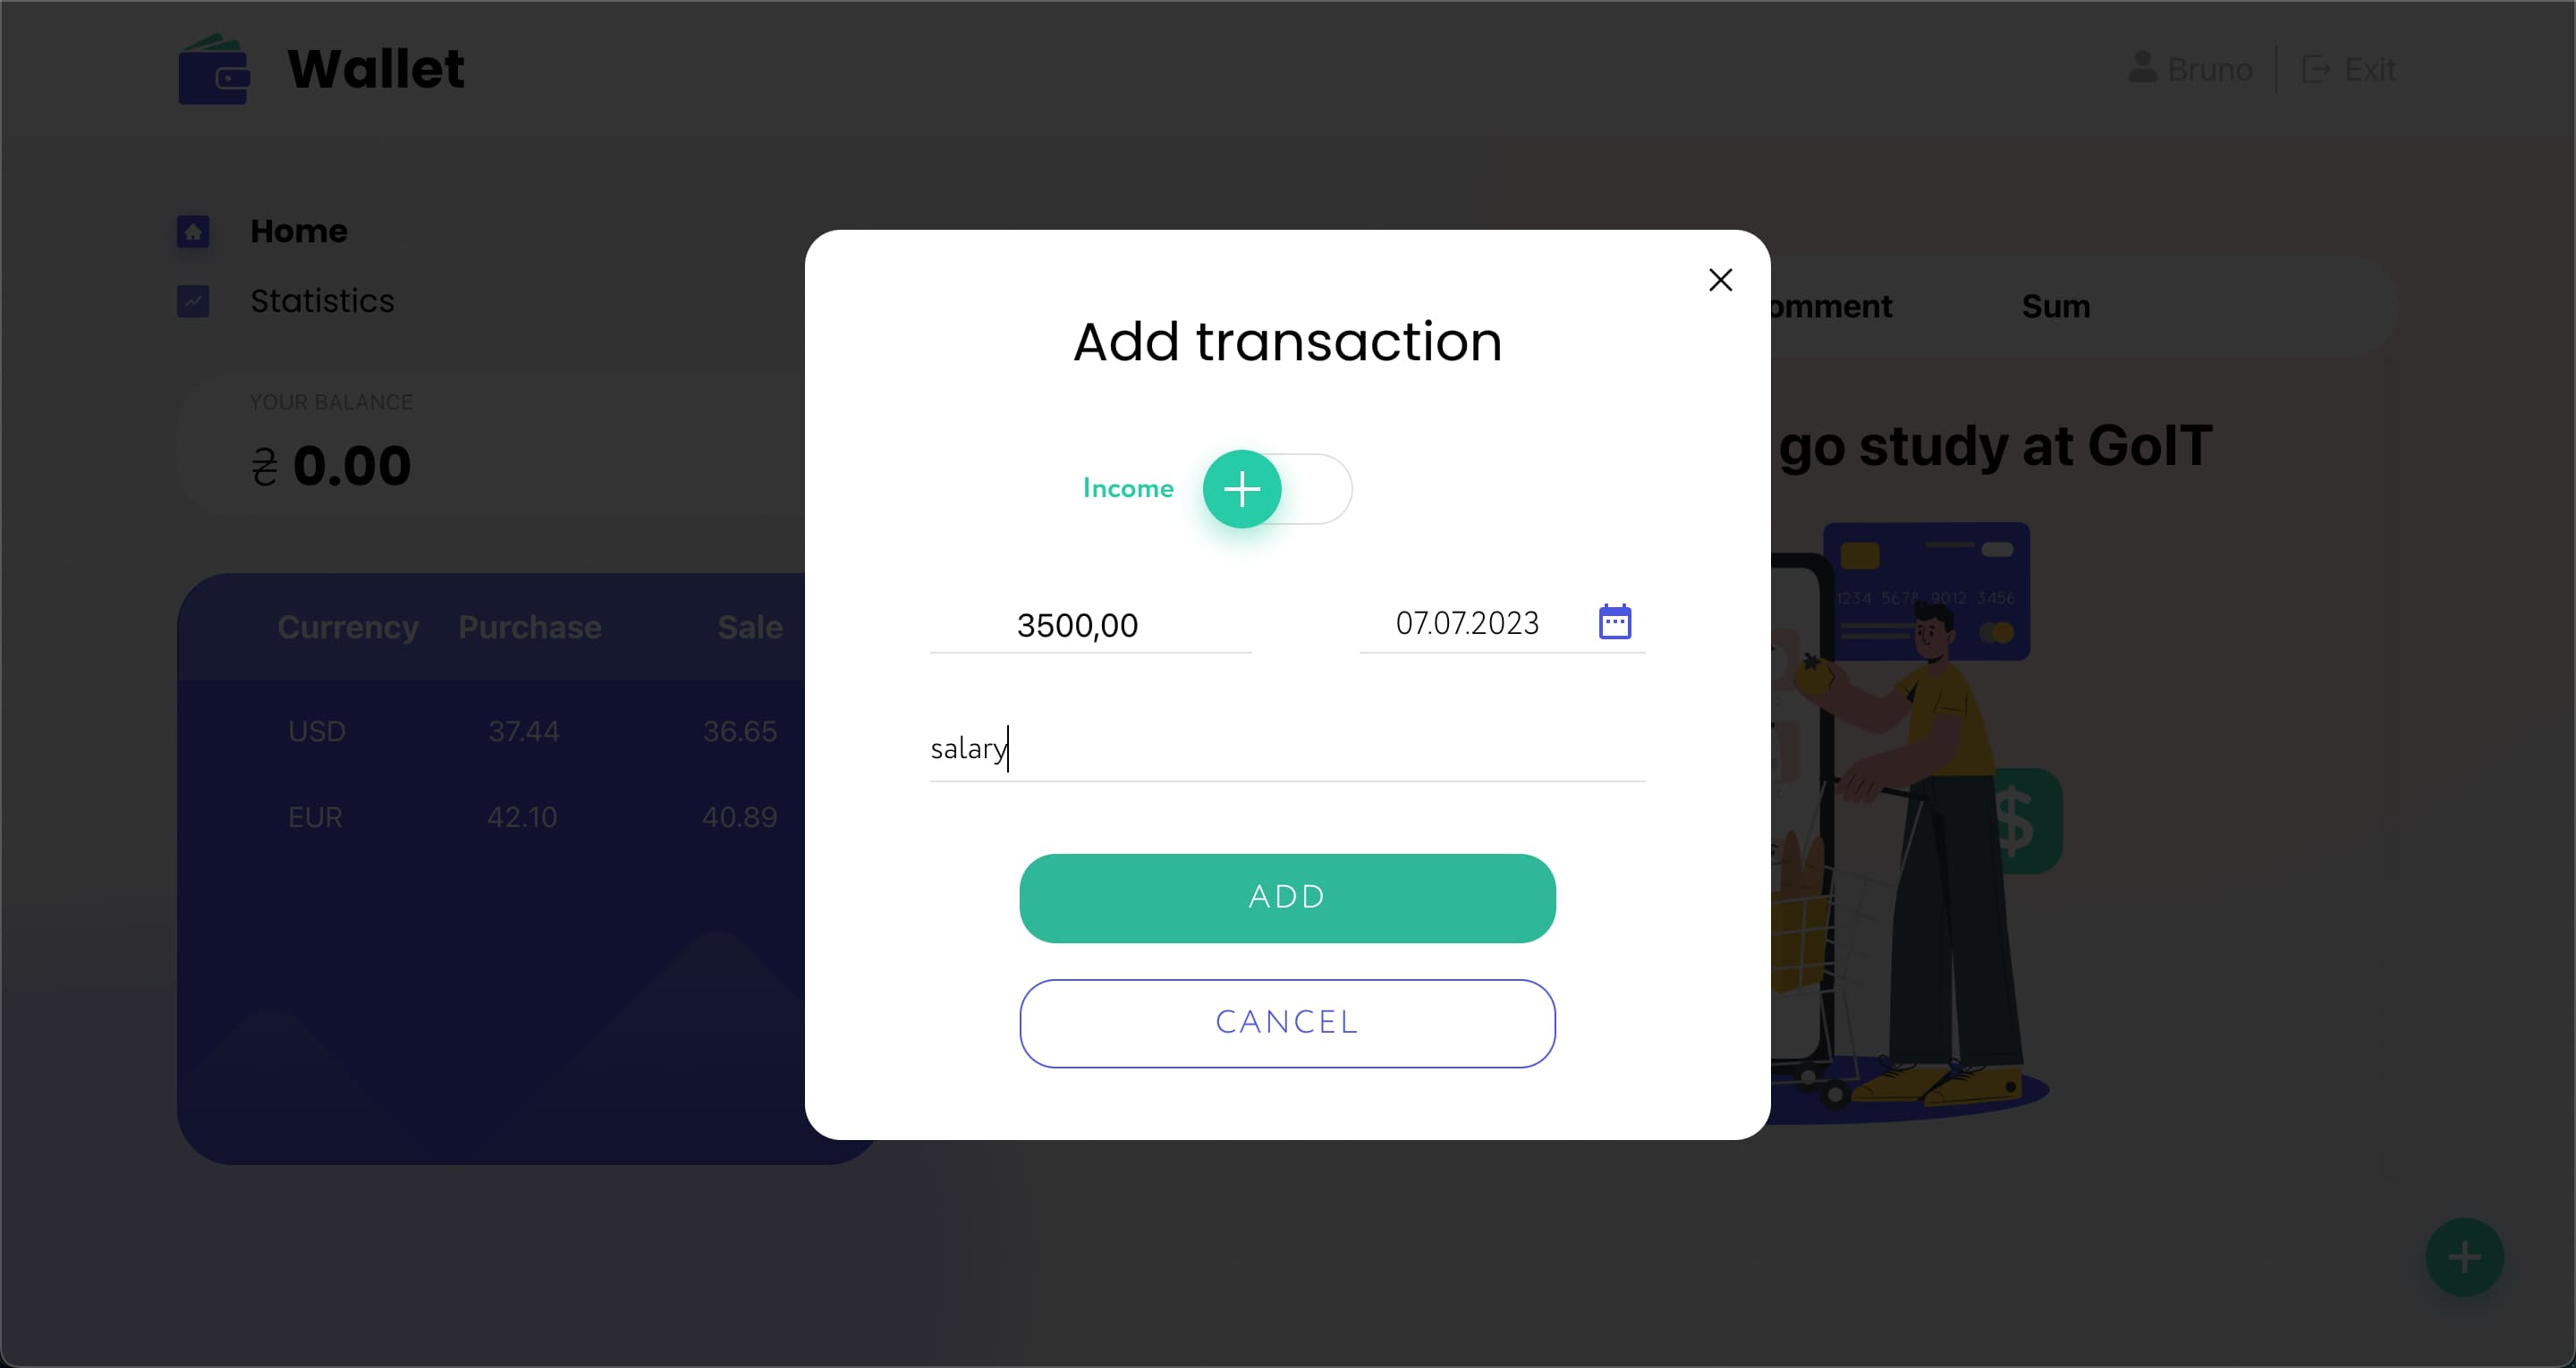 Wallet
Bruno
Exit
Home
Statistics
YOUR BALANCE
₴ 0.00
Currency Purchase Sale
USD 37.44 36.65
EUR 42.10 40.89
Add transaction
Income
3500,00
07.07.2023
salary
ADD
CANCEL
omment Sum
go study at GoIT
1234 5678 9012 3456
$